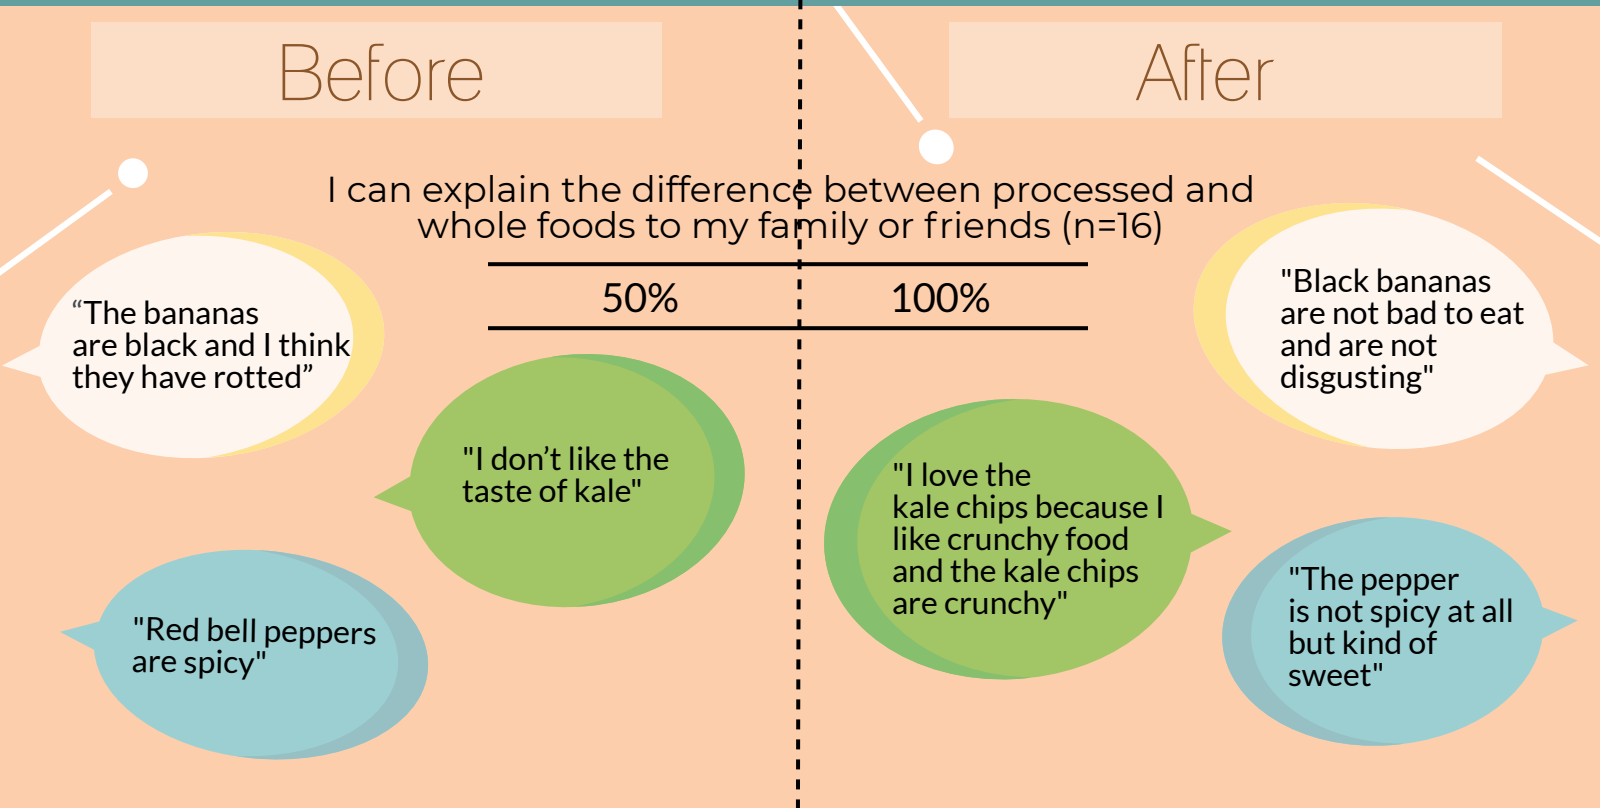 Before
After
I can explain the difference between processed and
whole foods to my family or friends (n=16)
50%
100%
“The bananas
are black and I think
they have rotted”
"I don’t like the
taste of kale"
"Red bell peppers
are spicy"
"Black bananas
are not bad to eat
and are not
disgusting"
"I love the
kale chips because I
like crunchy food
and the kale chips
are crunchy"
"The pepper
is not spicy at all
but kind of
sweet"